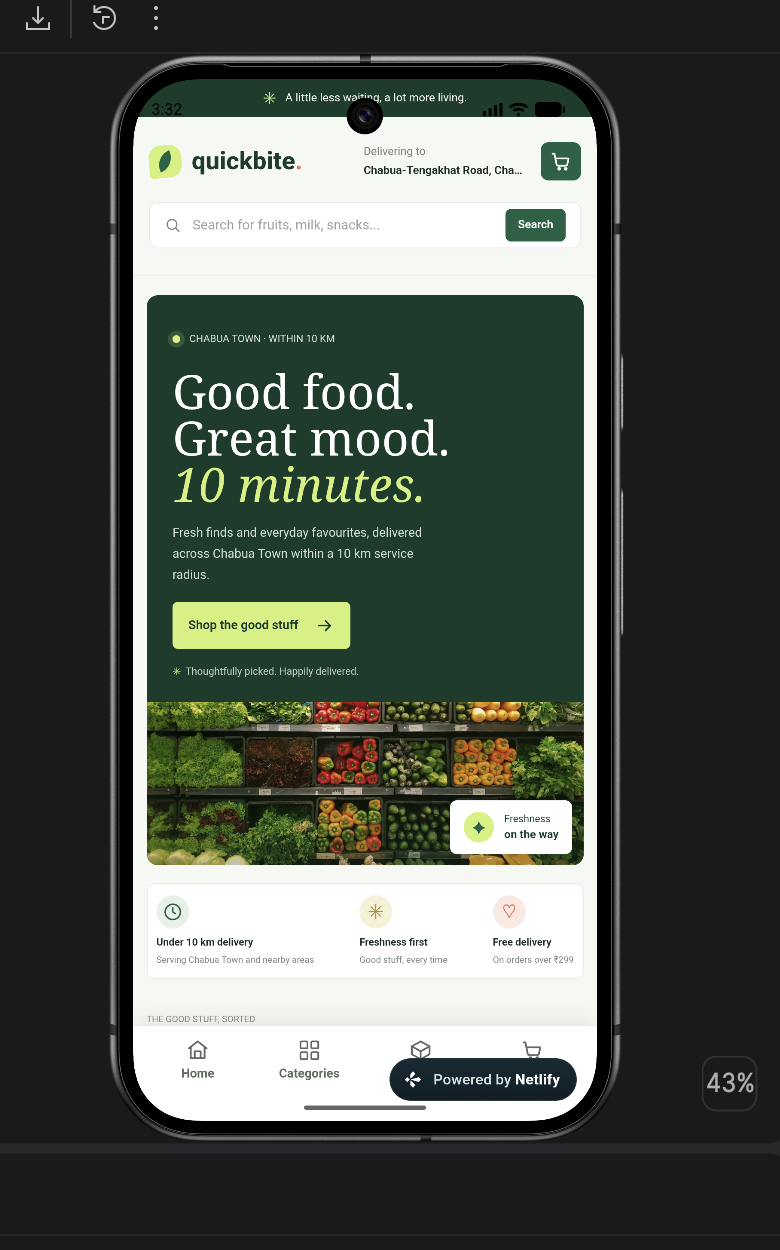 A little less waiting, a lot more living.
3:32
quickbite.
Delivering to
Chabua-Tengakhat Road, Cha...
Search for fruits, milk, snacks...
Search
CHABUA TOWN · WITHIN 10 KM
Good food.
Great mood.
10 minutes.
Fresh finds and everyday favourites, delivered
across Chabua Town within a 10 km service
radius.
Shop the good stuff
Thoughtfully picked. Happily delivered.
Freshness
on the way
Under 10 km delivery
Serving Chabua Town and nearby areas
Freshness first
Good stuff, every time
Free delivery
On orders over ₹299
THE GOOD STUFF, SORTED
Home
Categories
Powered by Netlify
43%